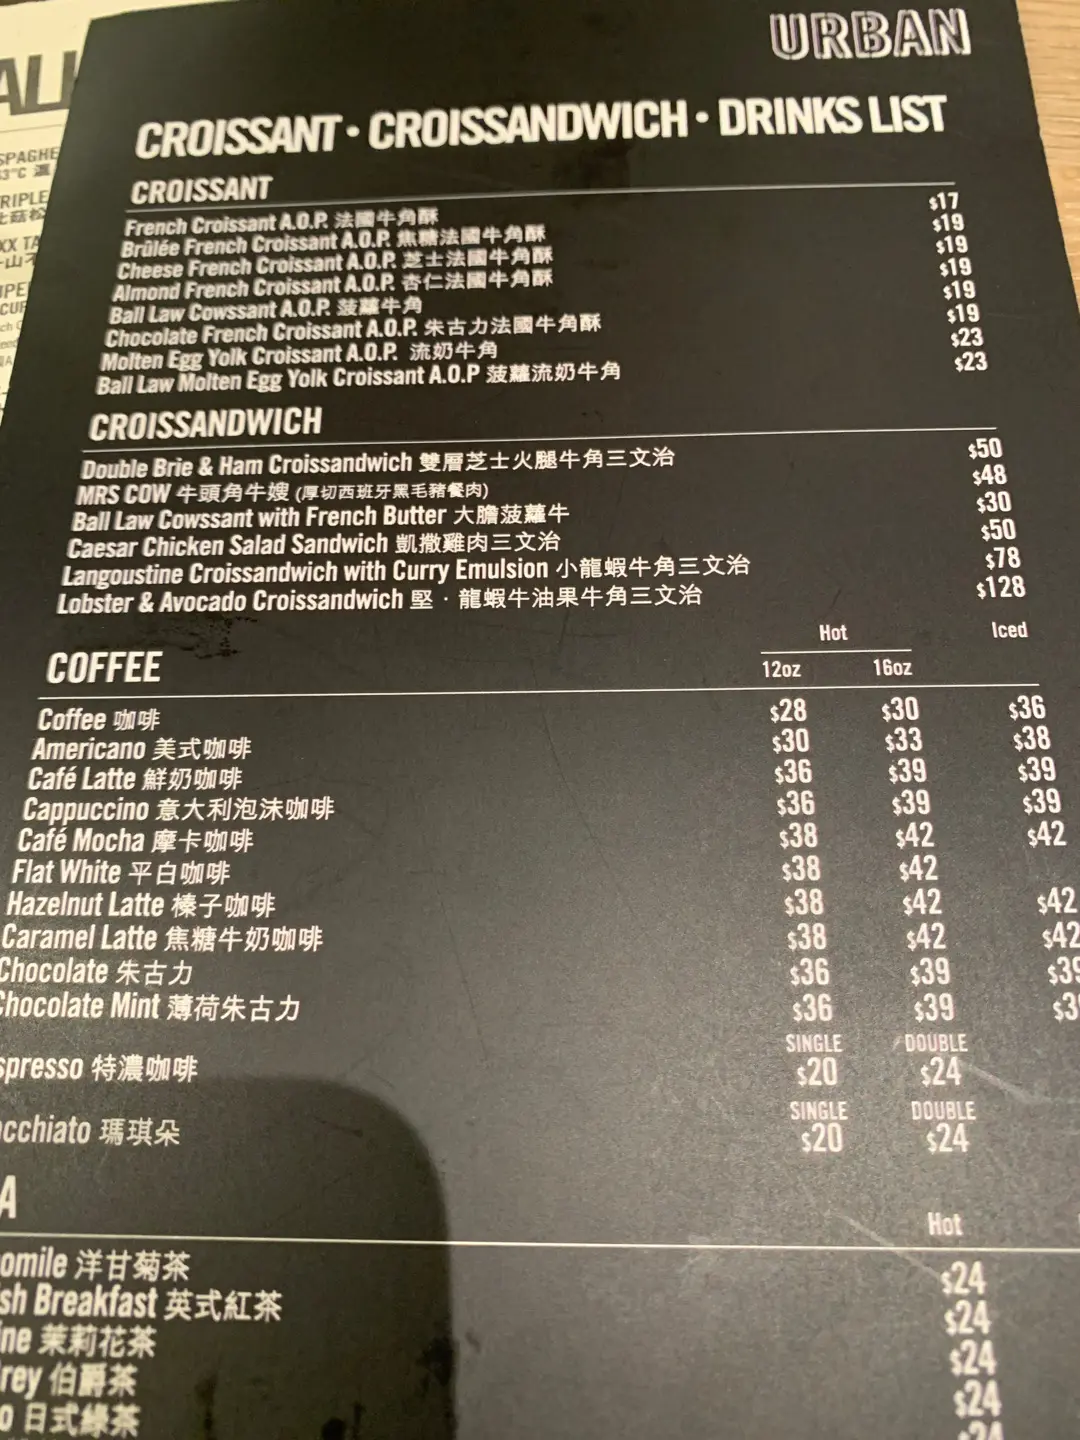 URBAN
CROISSANT · CROISSANDWICH · DRINKS LIST
CROISSANT
French Croissant A.O.P. 法國牛角酥 $17
Brûlée French Croissant A.O.P. 焦糖法國牛角酥 $19
Cheese French Croissant A.O.P. 芝士法國牛角酥 $19
Almond French Croissant A.O.P. 杏仁法國牛角酥 $19
Ball Law Cowssant A.O.P. 菠蘿牛角 $19
Chocolate French Croissant A.O.P. 朱古力法國牛角酥 $19
Molten Egg Yolk Croissant A.O.P. 流奶牛角 $23
Ball Law Molten Egg Yolk Croissant A.O.P 菠蘿流奶牛角 $23
CROISSANDWICH
Double Brie & Ham Croissandwich 雙層芝士火腿牛角三文治 $50
MRS COW 牛頭角牛嫂 (厚切西班牙黑毛豬餐肉) $48
Ball Law Cowssant with French Butter 大膽菠蘿牛 $30
Caesar Chicken Salad Sandwich 凱撒雞肉三文治 $50
Langoustine Croissandwich with Curry Emulsion 小龍蝦牛角三文治 $78
Lobster & Avocado Croissandwich 堅 · 龍蝦牛油果牛角三文治 $128
Hot Iced
COFFEE 12oz 16oz
Coffee 咖啡 $28 $30 $36
Americano 美式咖啡 $30 $33 $38
Café Latte 鮮奶咖啡 $36 $39 $39
Cappuccino 意大利泡沫咖啡 $36 $39 $39
Café Mocha 摩卡咖啡 $38 $42 $42
Flat White 平白咖啡 $38 $42
Hazelnut Latte 榛子咖啡 $38 $42 $42
Caramel Latte 焦糖牛奶咖啡 $38 $42 $42
Chocolate 朱古力 $36 $39 $39
Chocolate Mint 薄荷朱古力 $36 $39
SINGLE DOUBLE
spresso 特濃咖啡 $20 $24
SINGLE DOUBLE
cchiato 瑪琪朵 $20 $24
A
Hot
omile 洋甘菊茶 $24
sh Breakfast 英式紅茶 $24
ine 茉莉花茶 $24
rey 伯爵茶 $24
o 日式綠茶 $24